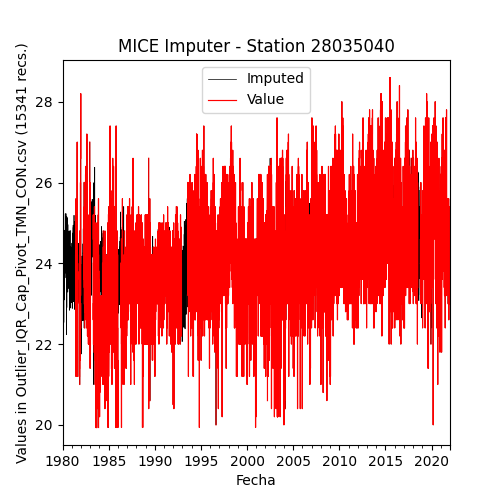 MICE Imputer - Station 28035040
Values in Outlier_IQR_Cap_Pivot_TMN_CON.csv (15341 recs.)
Imputed
Value
28
26
24
22
20
1980 1985 1990 1995 2000 2005 2010 2015 2020
Fecha